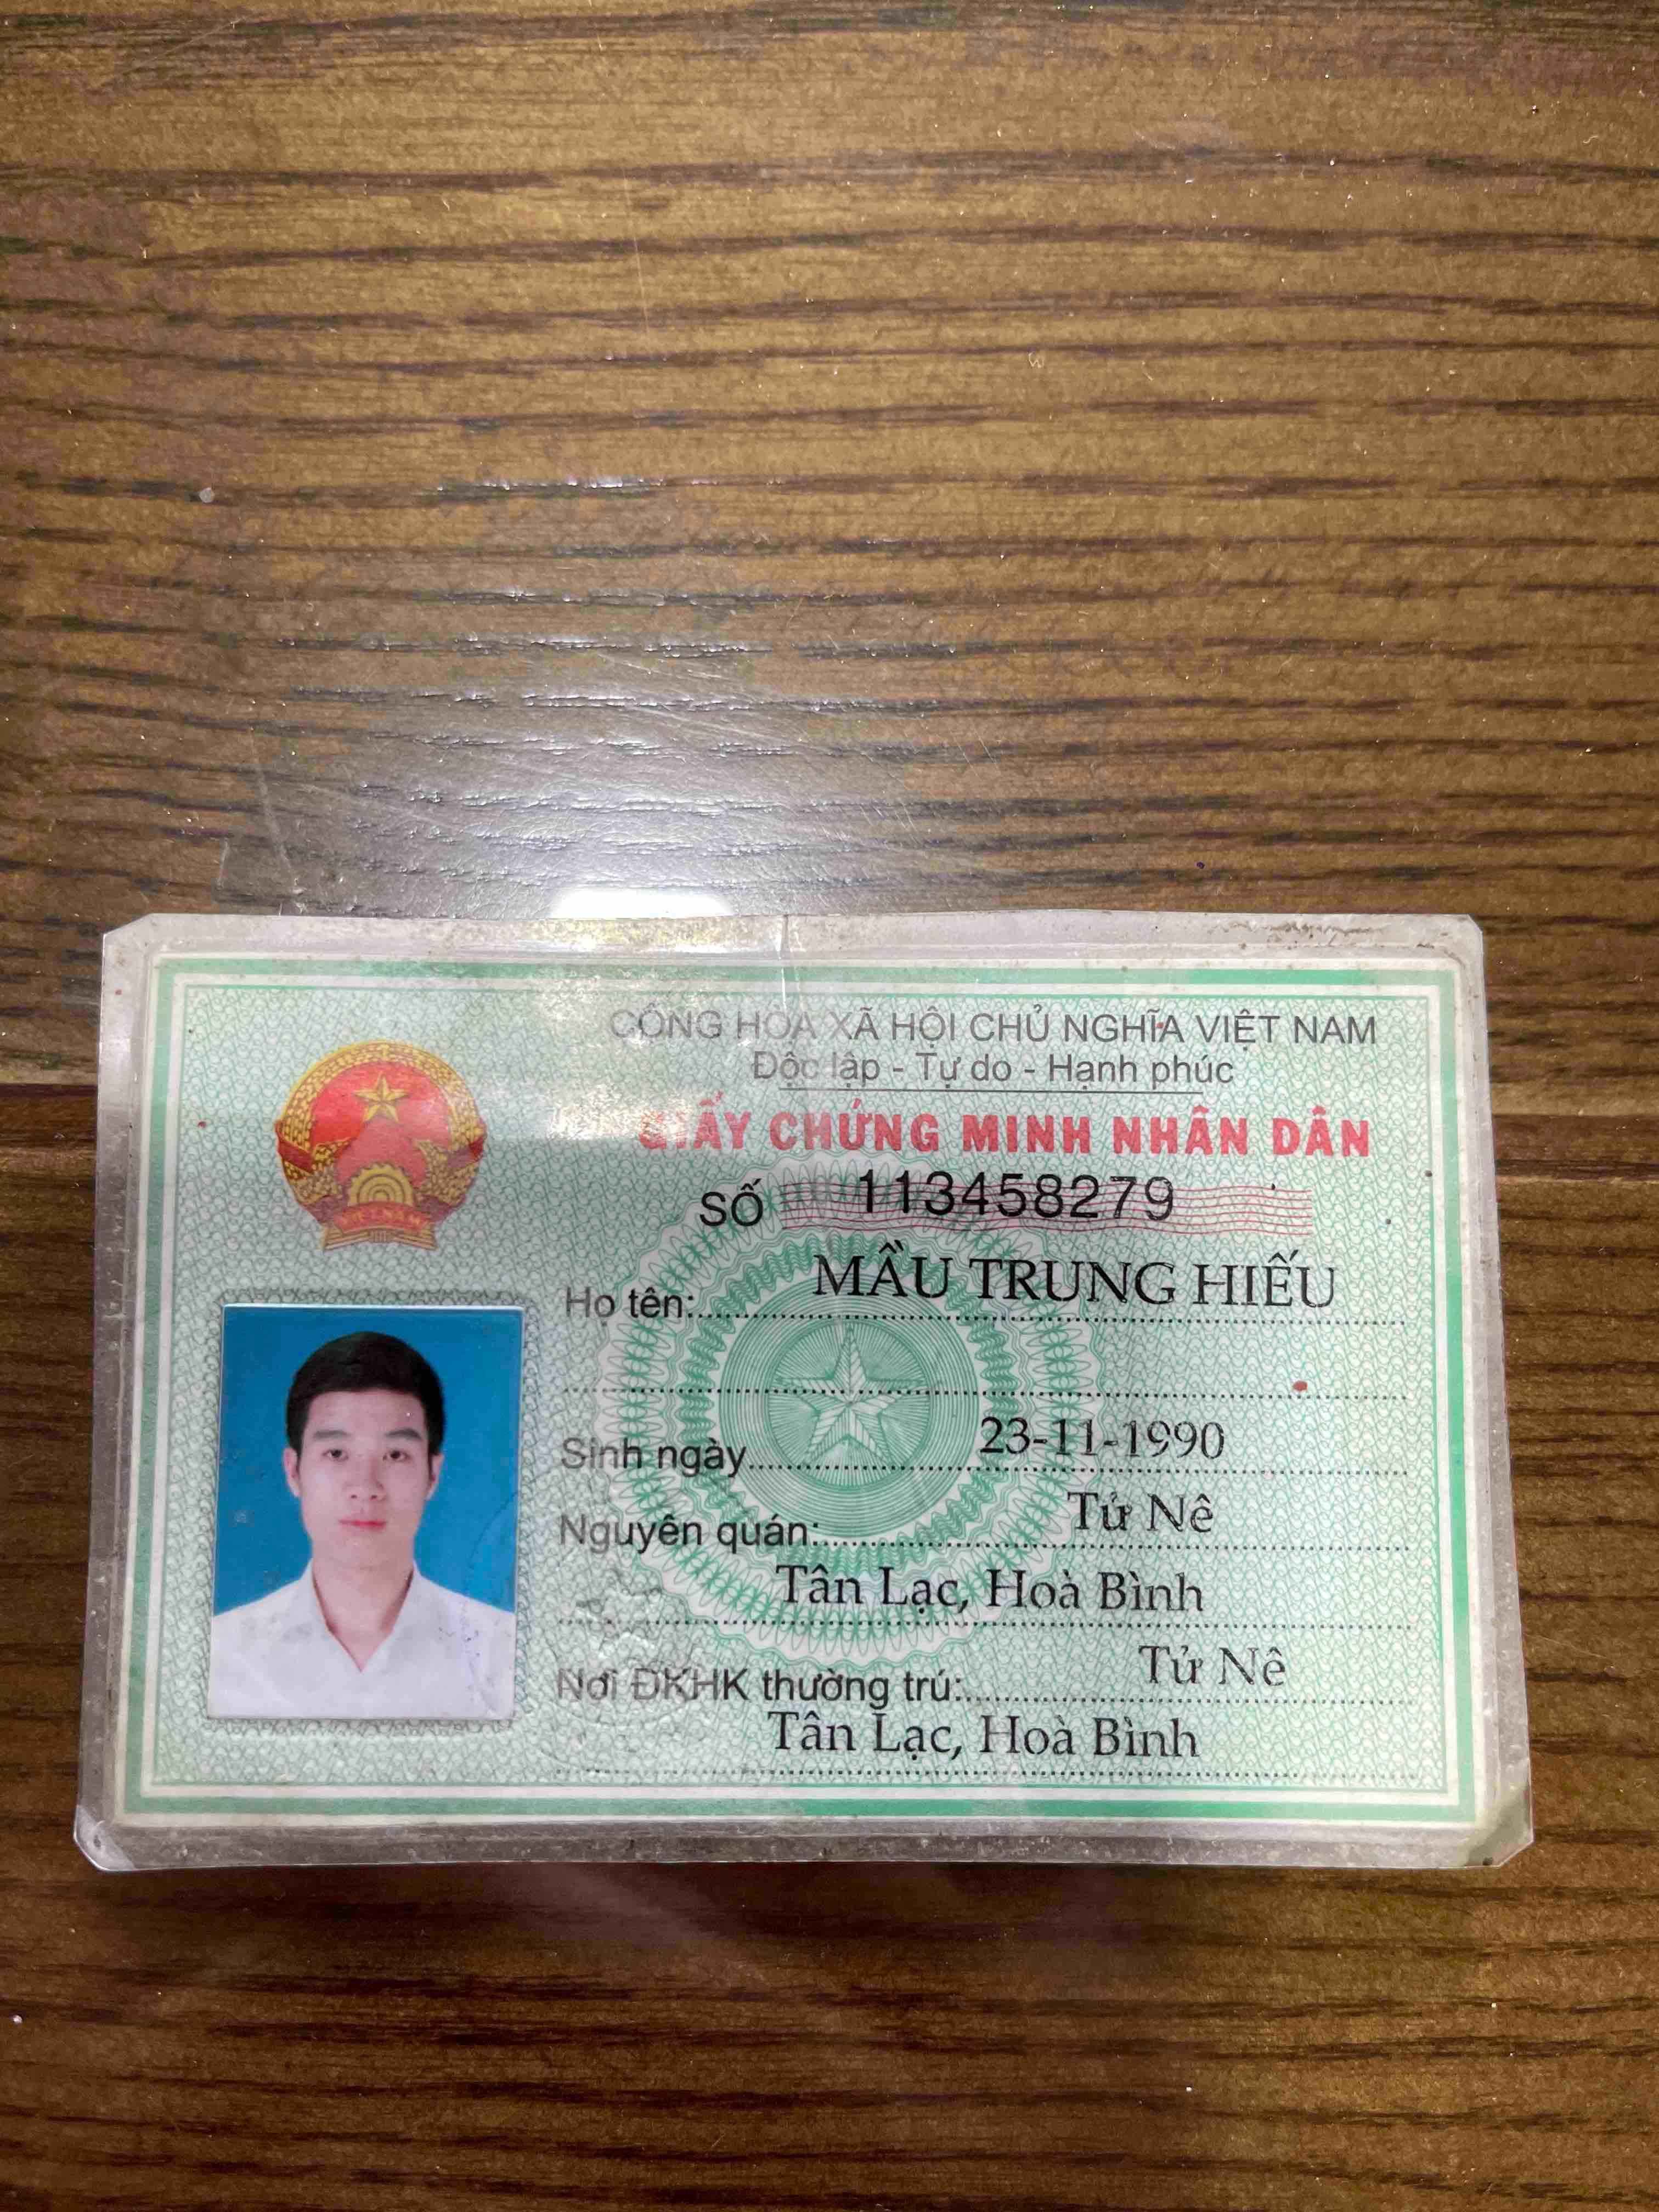 CỘNG HÒA XÃ HỘI CHỦ NGHĨA VIỆT NAM
Độc lập - Tự do - Hạnh phúc
GIẤY CHỨNG MINH NHÂN DÂN
SỐ 113458279
Họ tên: MẦU TRUNG HIẾU
Sinh ngày 23-11-1990
Nguyên quán: Tử Nê
Tân Lạc, Hoà Bình
Nơi ĐKHK thường trú: Tử Nê
Tân Lạc, Hoà Bình
VIỆT NAM